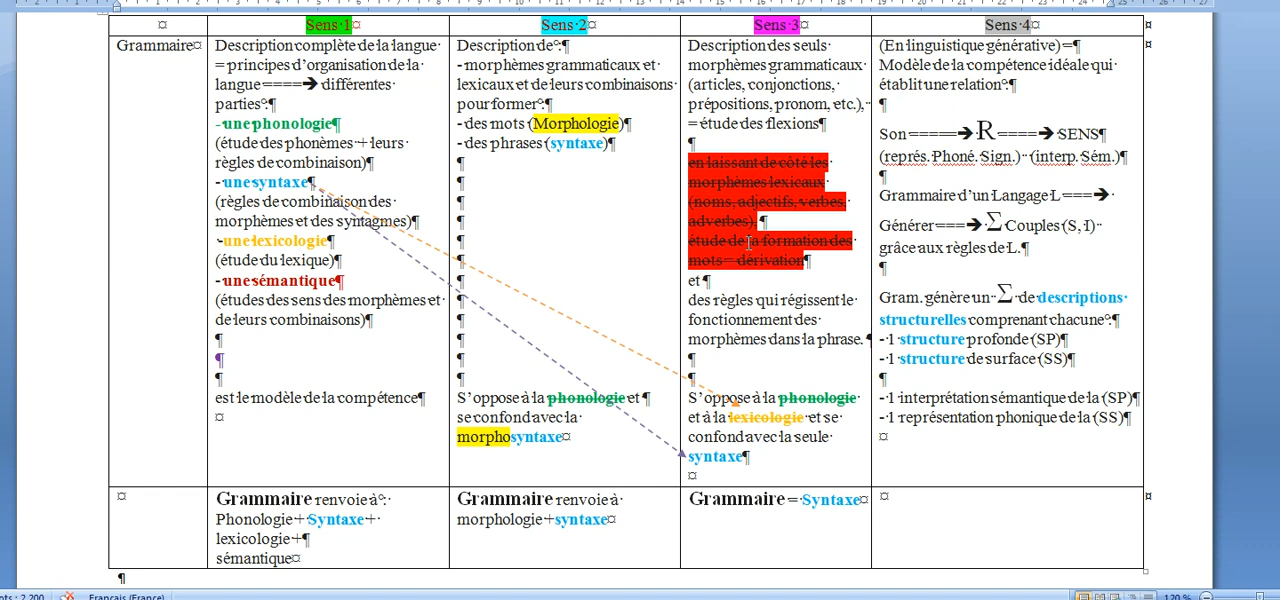 Sens 1
Sens 2
Sens 3
Sens 4
Grammaire
Description complète de la langue
= principes d'organisation de la
langue ====➔ différentes
parties :
- une phonologie
(étude des phonèmes + leurs
règles de combinaison)
- une syntaxe
(règles de combinaison des
morphèmes et des syntagmes)
- une lexicologie
(étude du lexique)
- une sémantique
(études des sens des morphèmes et
de leurs combinaisons)
est le modèle de la compétence
Description de :
- morphèmes grammaticaux et
lexicaux et de leurs combinaisons
pour former :
- des mots (Morphologie)
- des phrases (syntaxe)
S'oppose à la phonologie et
se confond avec la
morphosyntaxe
Description des seuls
morphèmes grammaticaux
(articles, conjonctions,
prépositions, pronom, etc.),
= étude des flexions
en laissant de côté les
morphèmes lexicaux
(noms, adjectifs, verbes,
adverbes).
étude de la formation des
mots = dérivation
et
des règles qui régissent le
fonctionnement des
morphèmes dans la phrase.
S'oppose à la phonologie
et à la lexicologie et se
confond avec la seule
syntaxe
(En linguistique générative) =
Modèle de la compétence idéale qui
établit une relation :
Son =====➔ R ====➔ SENS
(représ. Phoné. Sign.) (interp. Sém.)
Grammaire d'un Langage L ===➔
Générer===➔ Σ Couples (S, I)
grâce aux règles de L.
Gram. génère un Σ de descriptions
structurelles comprenant chacune :
- 1 structure profonde (SP)
- 1 structure de surface (SS)
- 1 interprétation sémantique de la (SP)
- 1 représentation phonique de la (SS)
Grammaire renvoie à :
Phonologie + Syntaxe +
lexicologie +
sémantique
Grammaire renvoie à
morphologie + syntaxe
Grammaire = Syntaxe
: 2 200
Français (France)
120 %